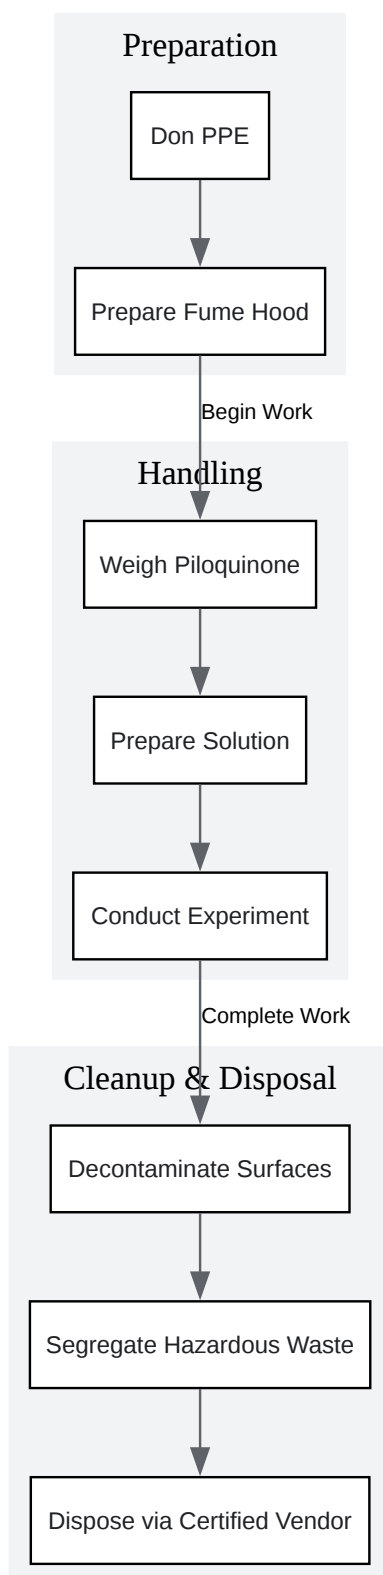 Preparation
Don PPE
Prepare Fume Hood
Begin Work
Handling
Weigh Piloquinone
Prepare Solution
Conduct Experiment
Complete Work
Cleanup & Disposal
Decontaminate Surfaces
Segregate Hazardous Waste
Dispose via Certified Vendor